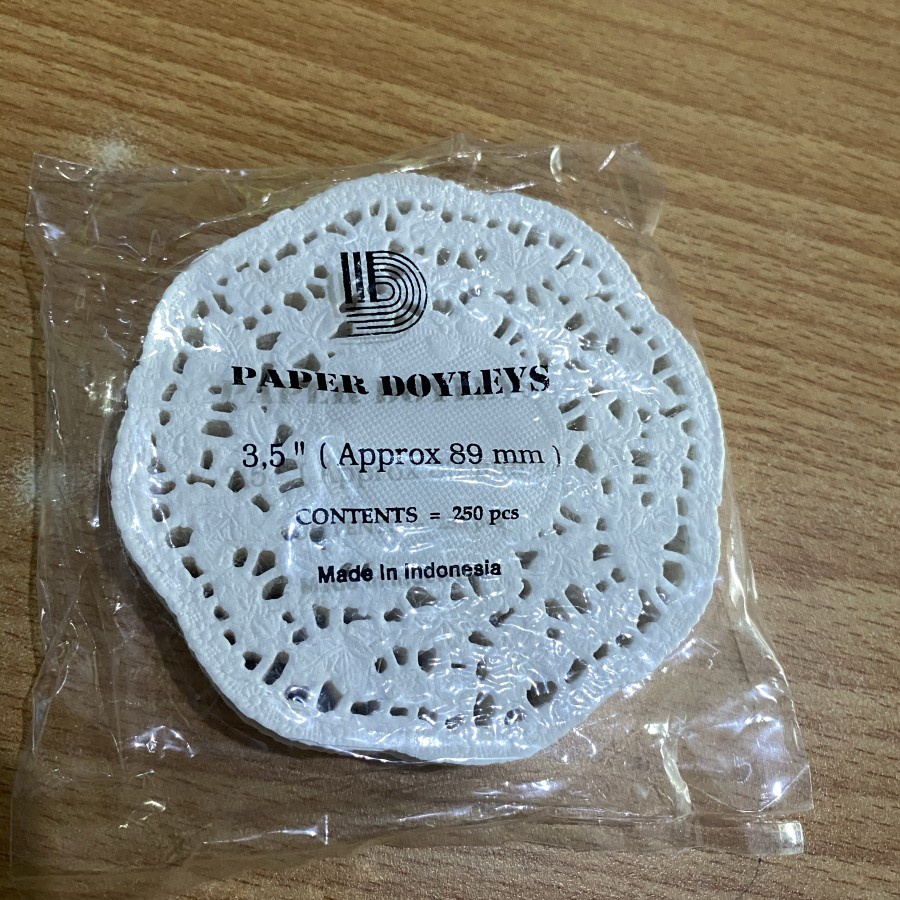 D
PAPER DOYLEYS
3,5" ( Approx 89 mm )
CONTENTS = 250 pcs
Made In Indonesia